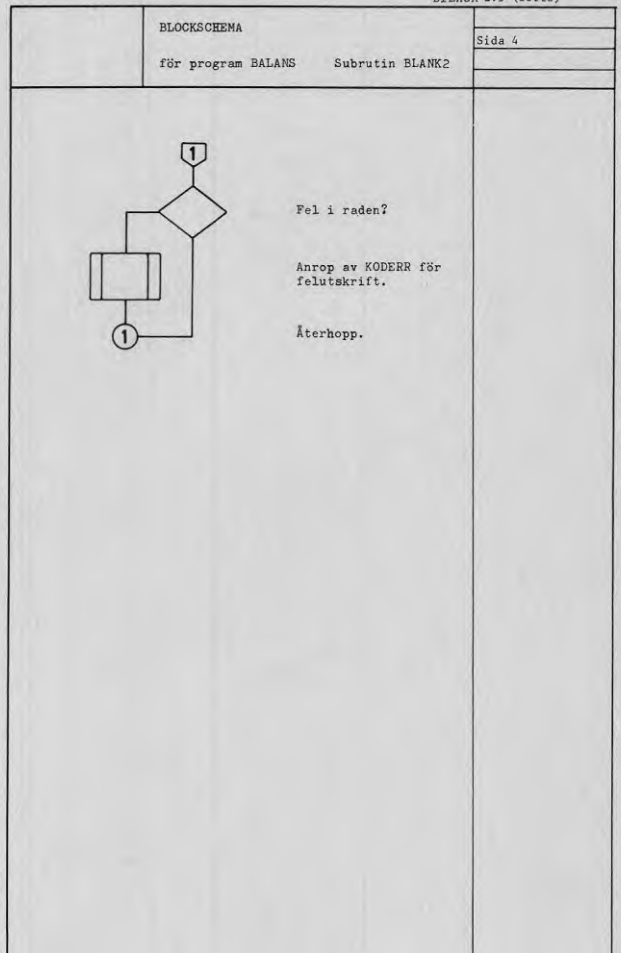 BLOCKSCHEMA
Sida 4
för program BALANS Subrutin BLANK2
1
Fel i raden?
Anrop av KODERR för
felutskrift.
1
Återhopp.